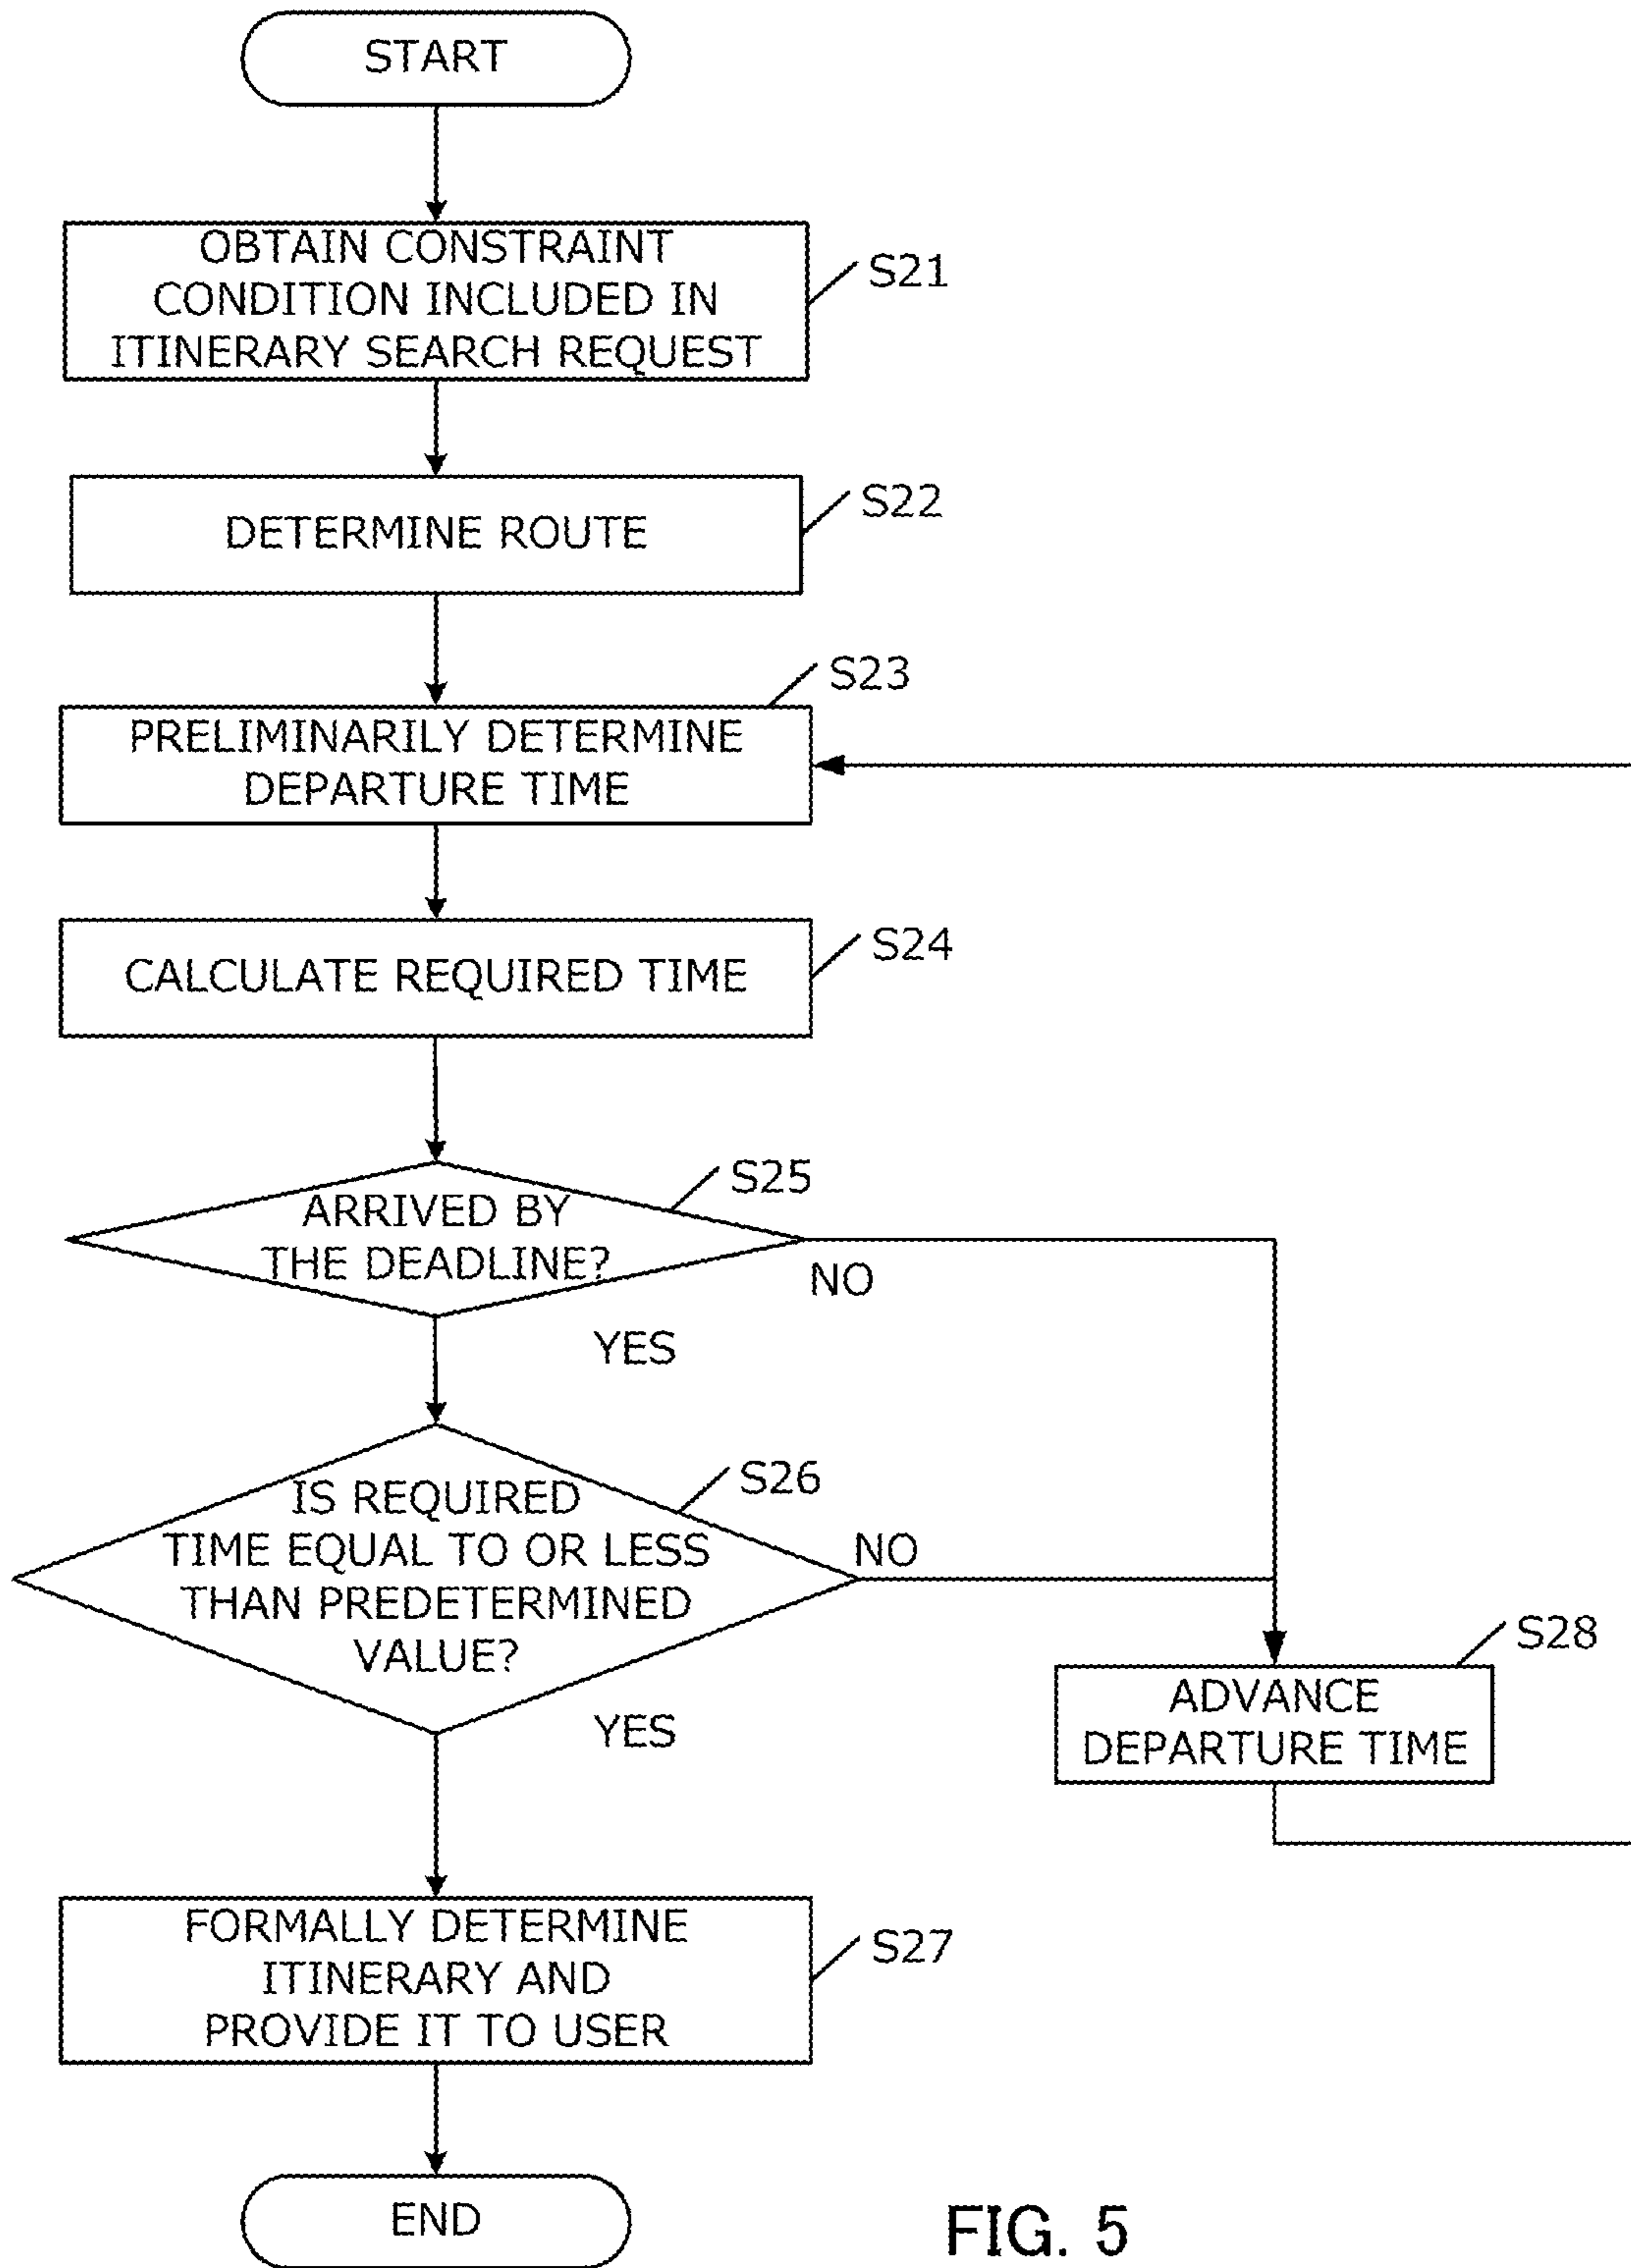 START
OBTAIN CONSTRAINT
CONDITION INCLUDED IN
ITINERARY SEARCH REQUEST
S21
DETERMINE ROUTE
S22
S23
PRELIMINARILY DETERMINE
DEPARTURE TIME
CALCULATE REQUIRED TIME
S24
S25
ARRIVED BY
THE DEADLINE?
NO
YES
S26
IS REQUIRED
TIME EQUAL TO OR LESS
THAN PREDETERMINED
VALUE?
NO
YES
S28
ADVANCE
DEPARTURE TIME
FORMALLY DETERMINE
ITINERARY AND
PROVIDE IT TO USER
S27
END
FIG. 5